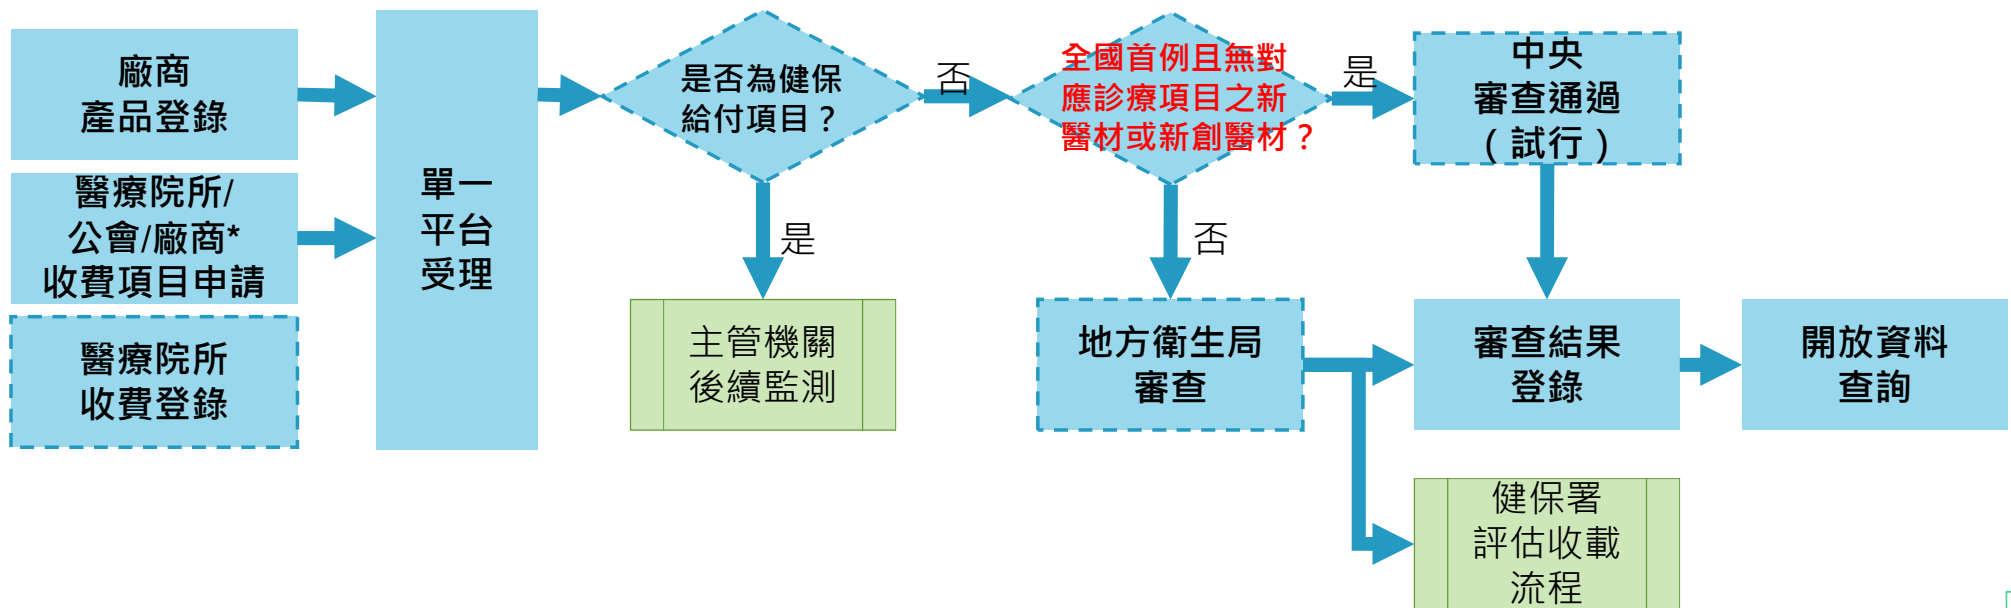 廠商
產品登錄
醫療院所/
公會/廠商*
收費項目申請
醫療院所
收費登錄
單一
平台
受理
是否為健保
給付項目？
否
是
主管機關
後續監測
全國首例且無對
應診療項目之新
醫材或新創醫材？
是
否
中央
審查通過
（試行）
地方衛生局
審查
審查結果
登錄
開放資料
查詢
健保署
評估收載
流程